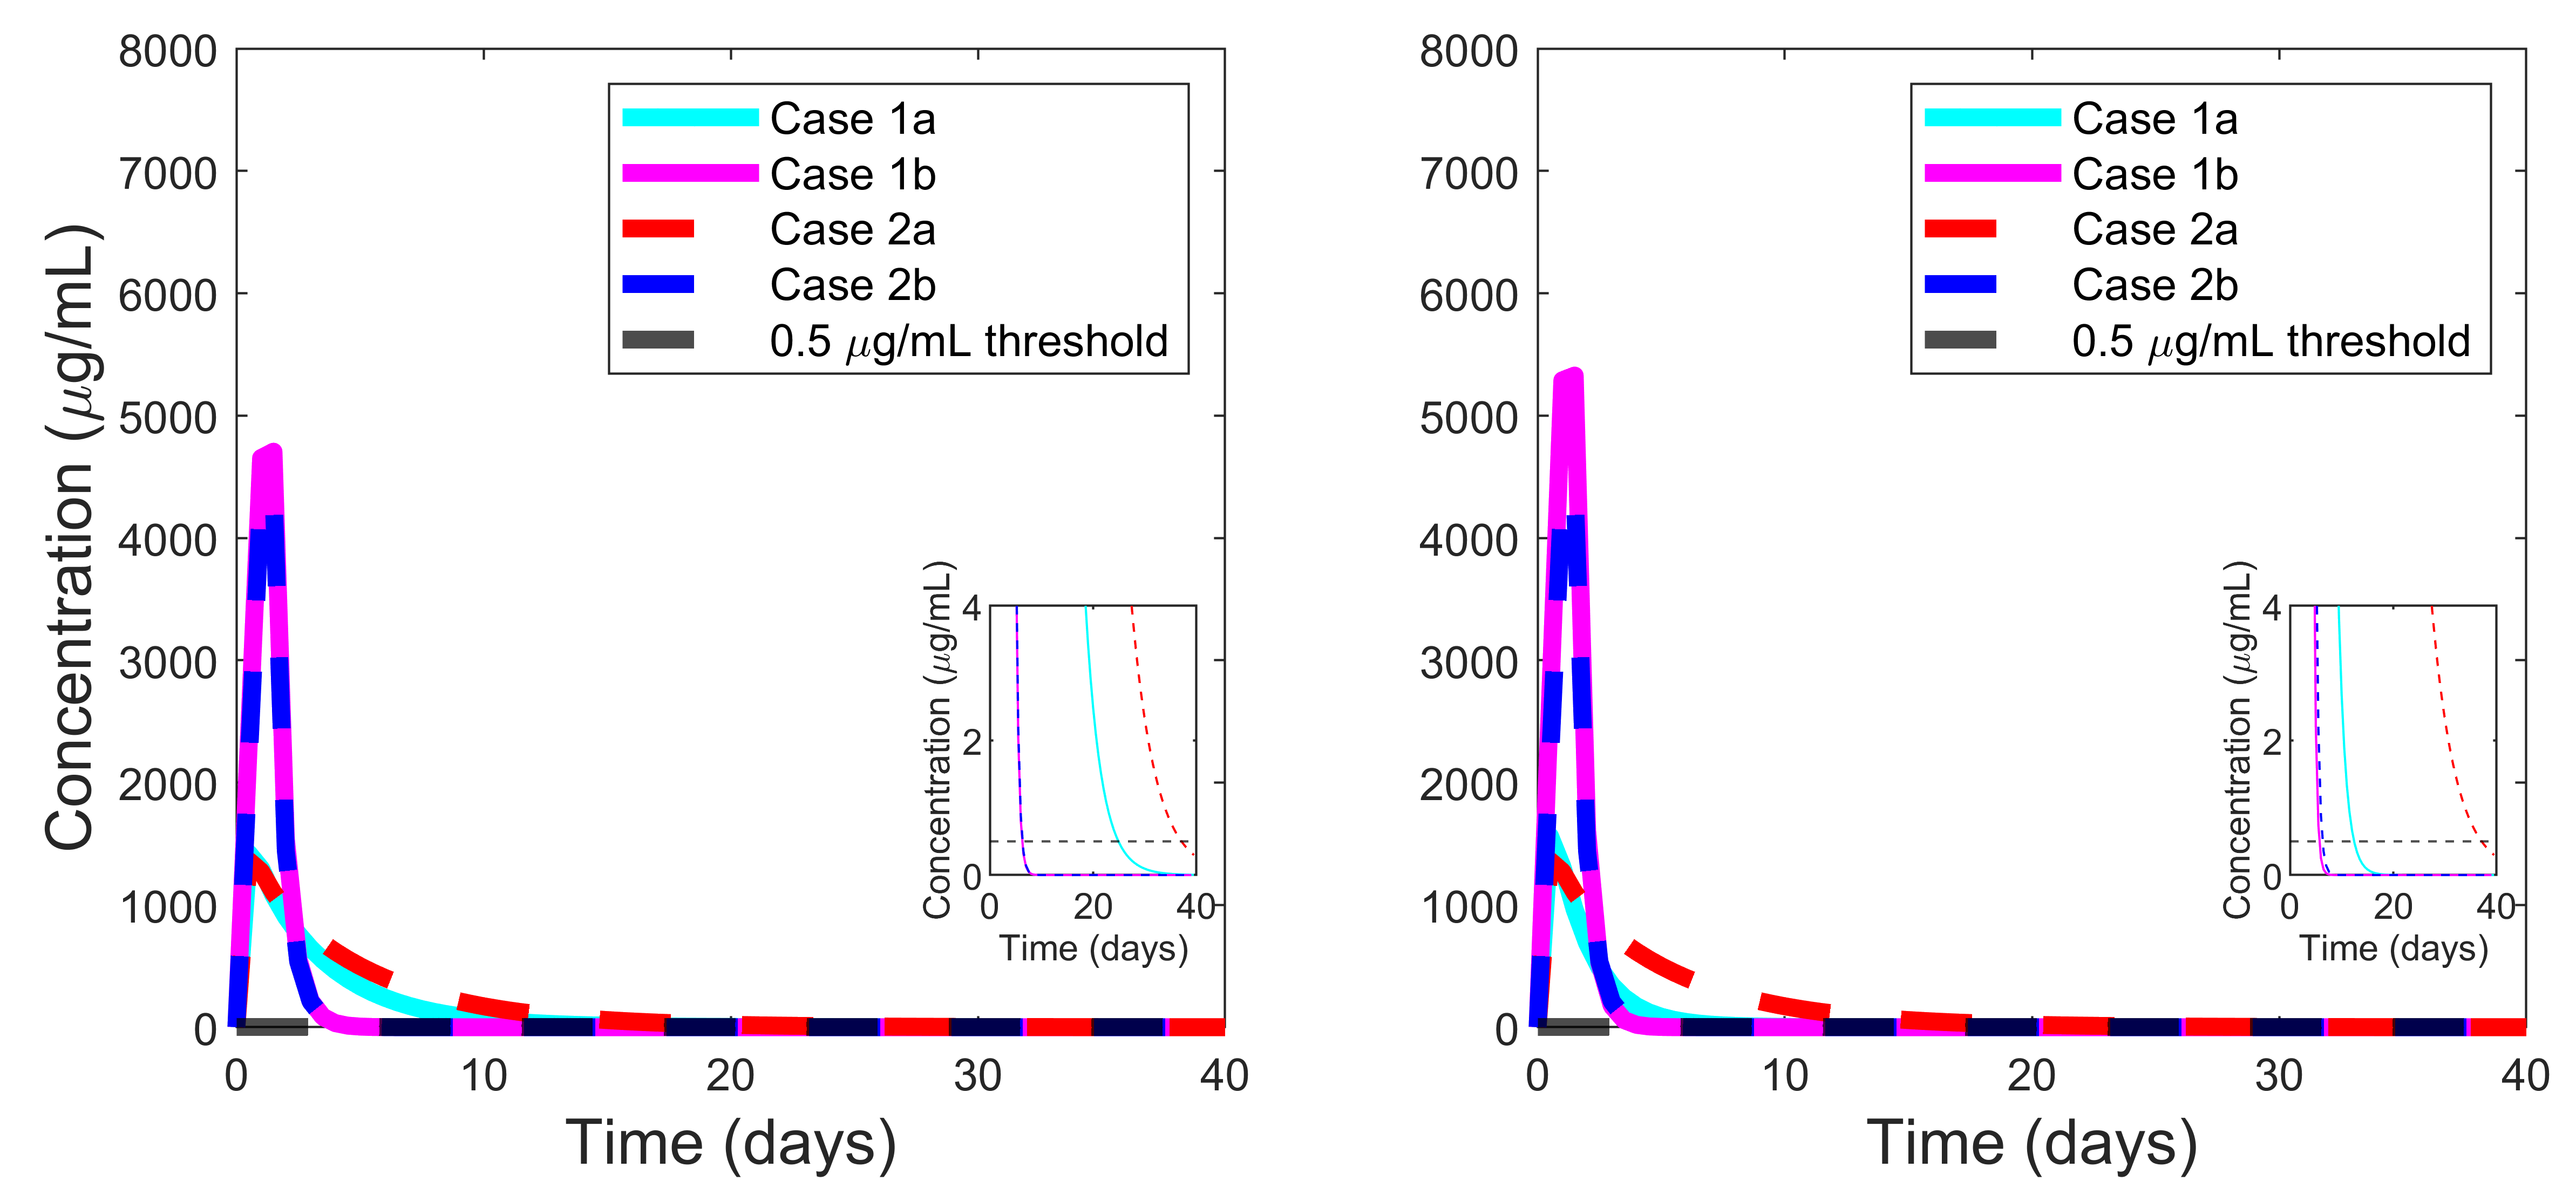 Concentration (μg/mL)
8000
7000
6000
5000
4000
3000
2000
1000
0
0 10 20 30 40
Time (days)
Case 1a
Case 1b
Case 2a
Case 2b
0.5 μg/mL threshold
Concentration (μg/mL)
4
2
0
0 20 40
Time (days)
8000
7000
6000
5000
4000
3000
2000
1000
0
0 10 20 30 40
Time (days)
Case 1a
Case 1b
Case 2a
Case 2b
0.5 μg/mL threshold
Concentration (μg/mL)
4
2
0
0 20 40
Time (days)